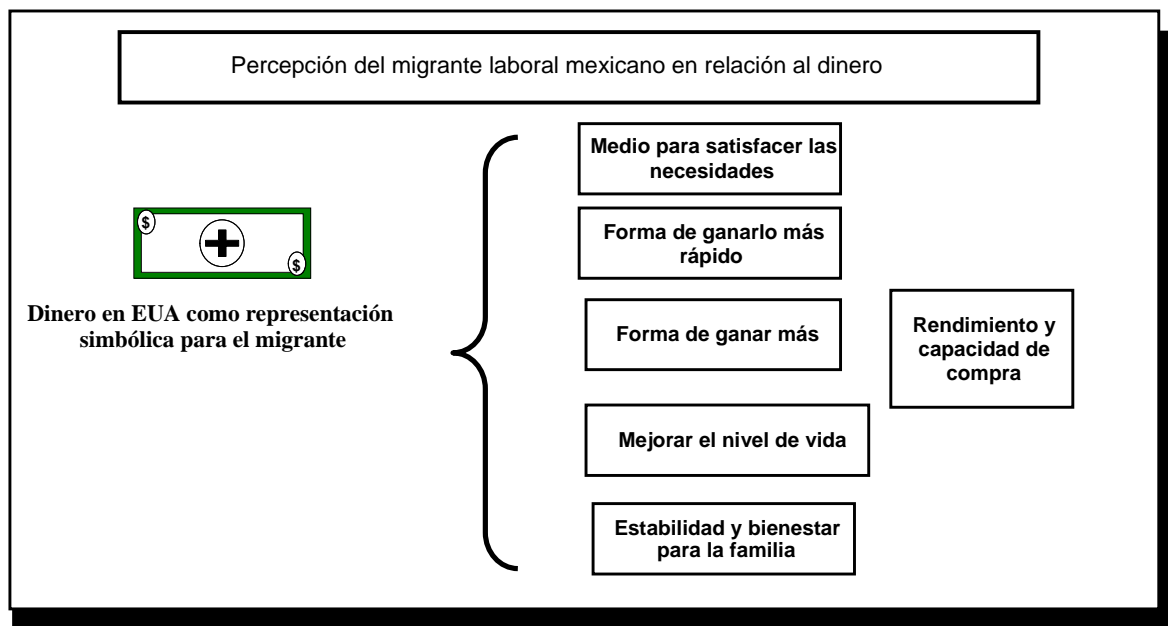 Percepción del migrante laboral mexicano en relación al dinero
$
$
Dinero en EUA como representación
simbólica para el migrante
Medio para satisfacer las
necesidades
Forma de ganarlo más
rápido
Forma de ganar más
Mejorar el nivel de vida
Estabilidad y bienestar
para la familia
Rendimiento y
capacidad de
compra